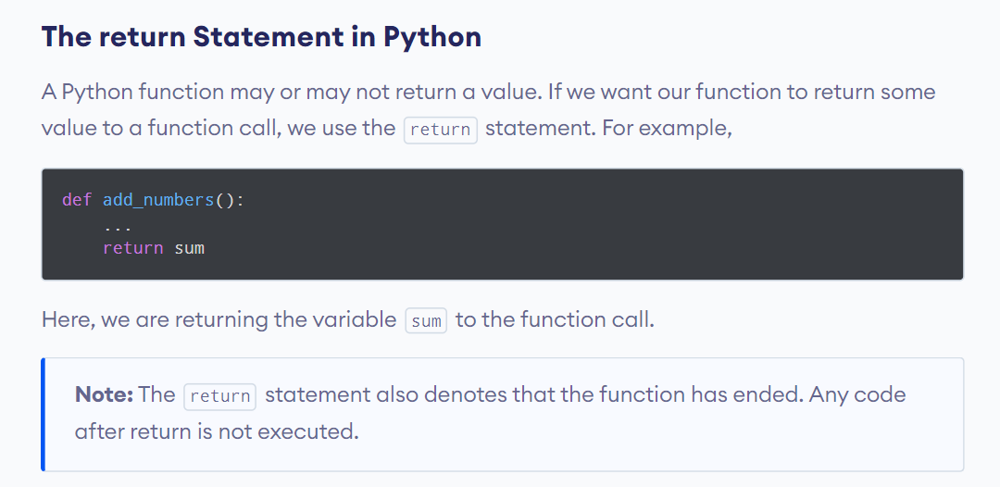 The return Statement in Python
A Python function may or may not return a value. If we want our function to return some
value to a function call, we use the return statement. For example,
def add_numbers():
    ...
    return sum
Here, we are returning the variable sum to the function call.
Note: The return statement also denotes that the function has ended. Any code
after return is not executed.